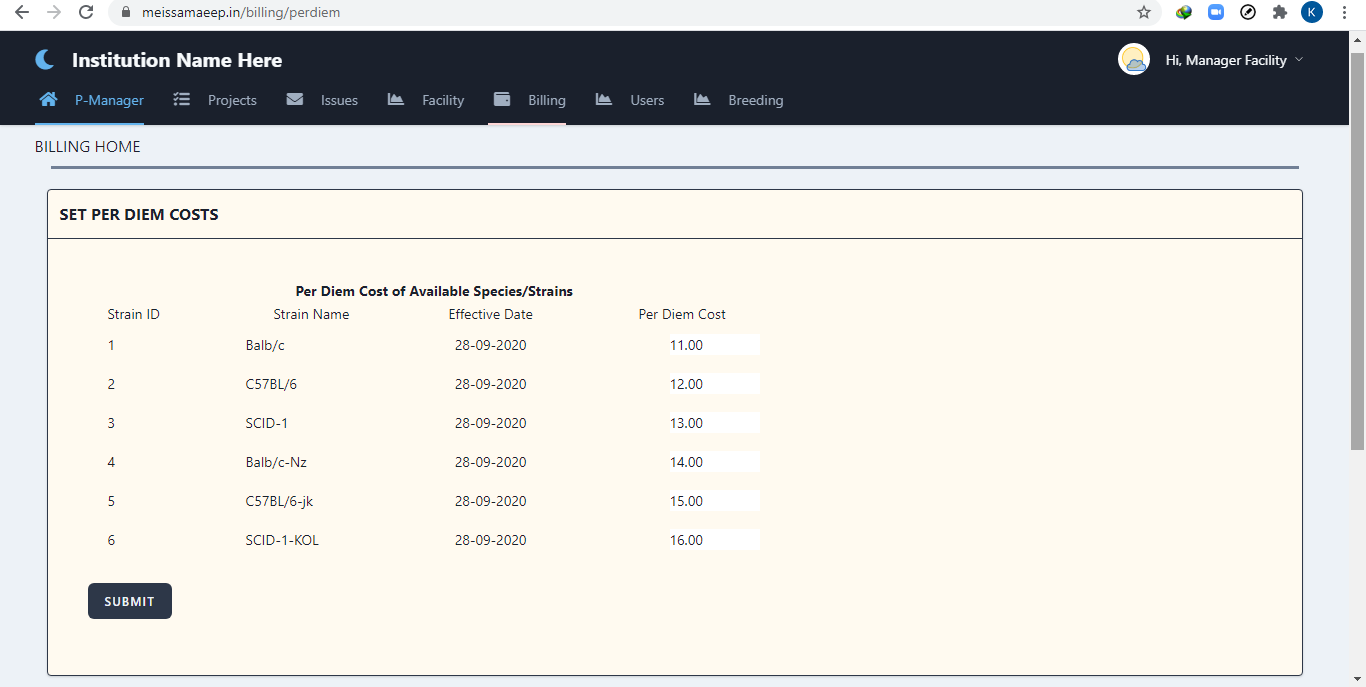 meissamaeep.in/billing/perdiem
K
Institution Name Here
Hi, Manager Facility
P-Manager Projects Issues Facility Billing Users Breeding
BILLING HOME
SET PER DIEM COSTS
Per Diem Cost of Available Species/Strains
Strain ID Strain Name Effective Date Per Diem Cost
1 Balb/c 28-09-2020 11.00
2 C57BL/6 28-09-2020 12.00
3 SCID-1 28-09-2020 13.00
4 Balb/c-Nz 28-09-2020 14.00
5 C57BL/6-jk 28-09-2020 15.00
6 SCID-1-KOL 28-09-2020 16.00
SUBMIT